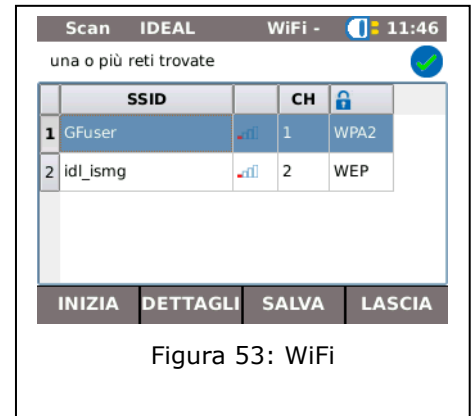 Scan IDEAL WiFi - 11:46
una o più reti trovate
SSID CH
1 GFuser 1 WPA2
2 idl_ismg 2 WEP
INIZIA DETTAGLI SALVA LASCIA
Figura 53: WiFi